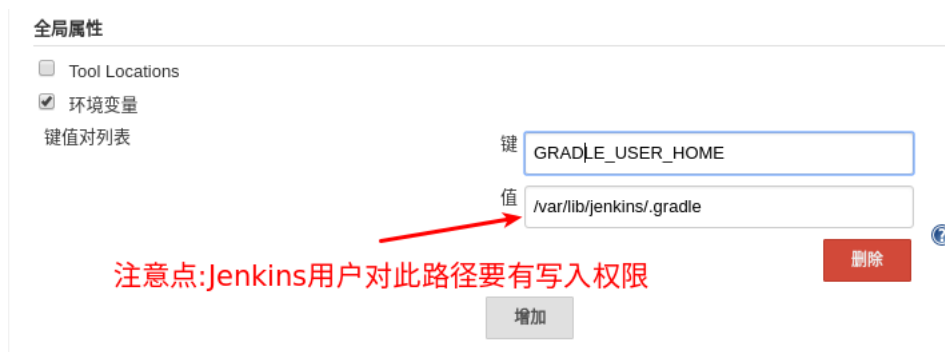 全局属性
Tool Locations
环境变量
键值对列表
键
GRADLE_USER_HOME
值
/var/lib/jenkins/.gradle
注意点:Jenkins用户对此路径要有写入权限
删除
增加